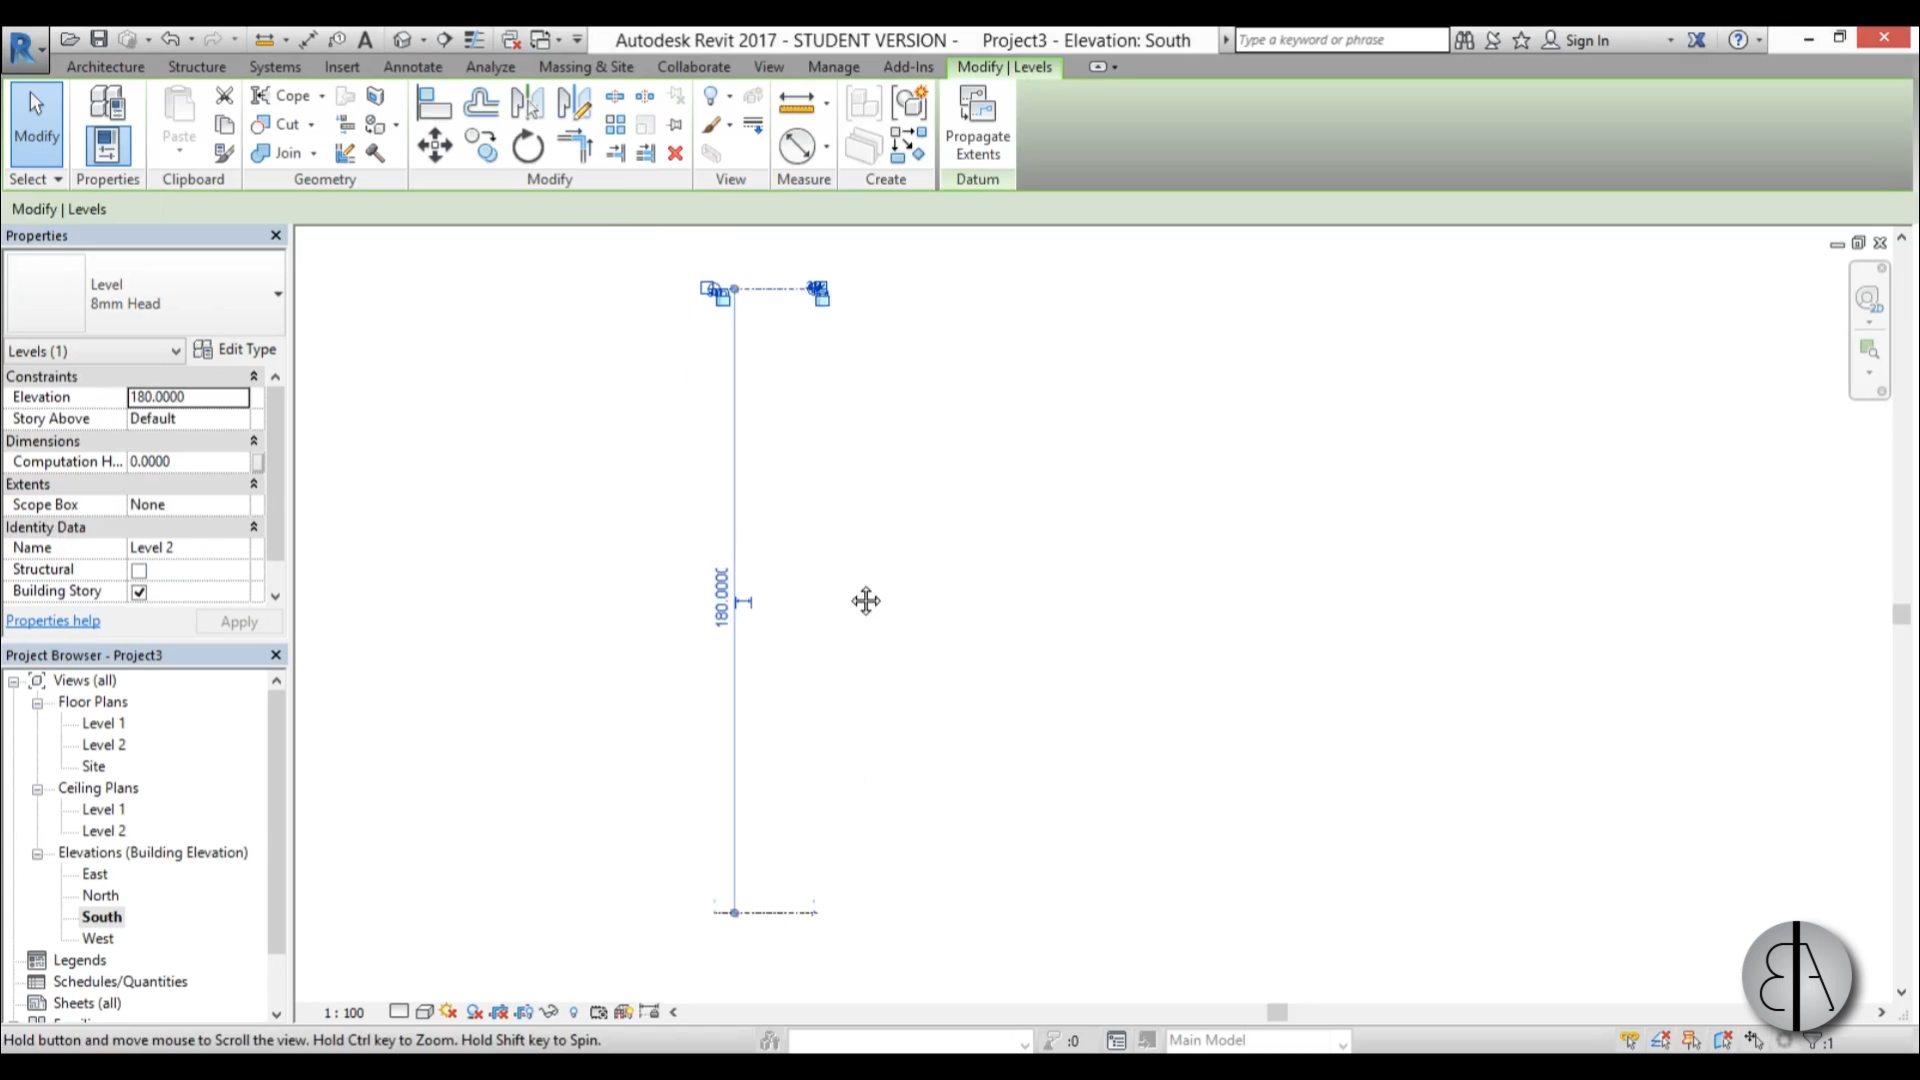 Autodesk Revit 2017 - STUDENT VERSION - Project3 - Elevation: South
Type a keyword or phrase
Sign In
Architecture Structure Systems Insert Annotate Analyze Massing & Site Collaborate View Manage Add-Ins Modify | Levels
Modify
Paste
Cope
Cut
Join
Propagate
Extents
Select Properties Clipboard Geometry Modify View Measure Create Datum
Modify | Levels
Properties
Level
8mm Head
Levels (1) Edit Type
Constraints
Elevation 180.0000
Story Above Default
Dimensions
Computation H... 0.0000
Extents
Scope Box None
Identity Data
Name Level 2
Structural
Building Story
Properties help Apply
Project Browser - Project3
Views (all)
Floor Plans
Level 1
Level 2
Site
Ceiling Plans
Level 1
Level 2
Elevations (Building Elevation)
East
North
South
West
Legends
Schedules/Quantities
Sheets (all)
2D
180.0000
1 : 100
Hold button and move mouse to Scroll the view. Hold Ctrl key to Zoom. Hold Shift key to Spin.
:0
Main Model
:1